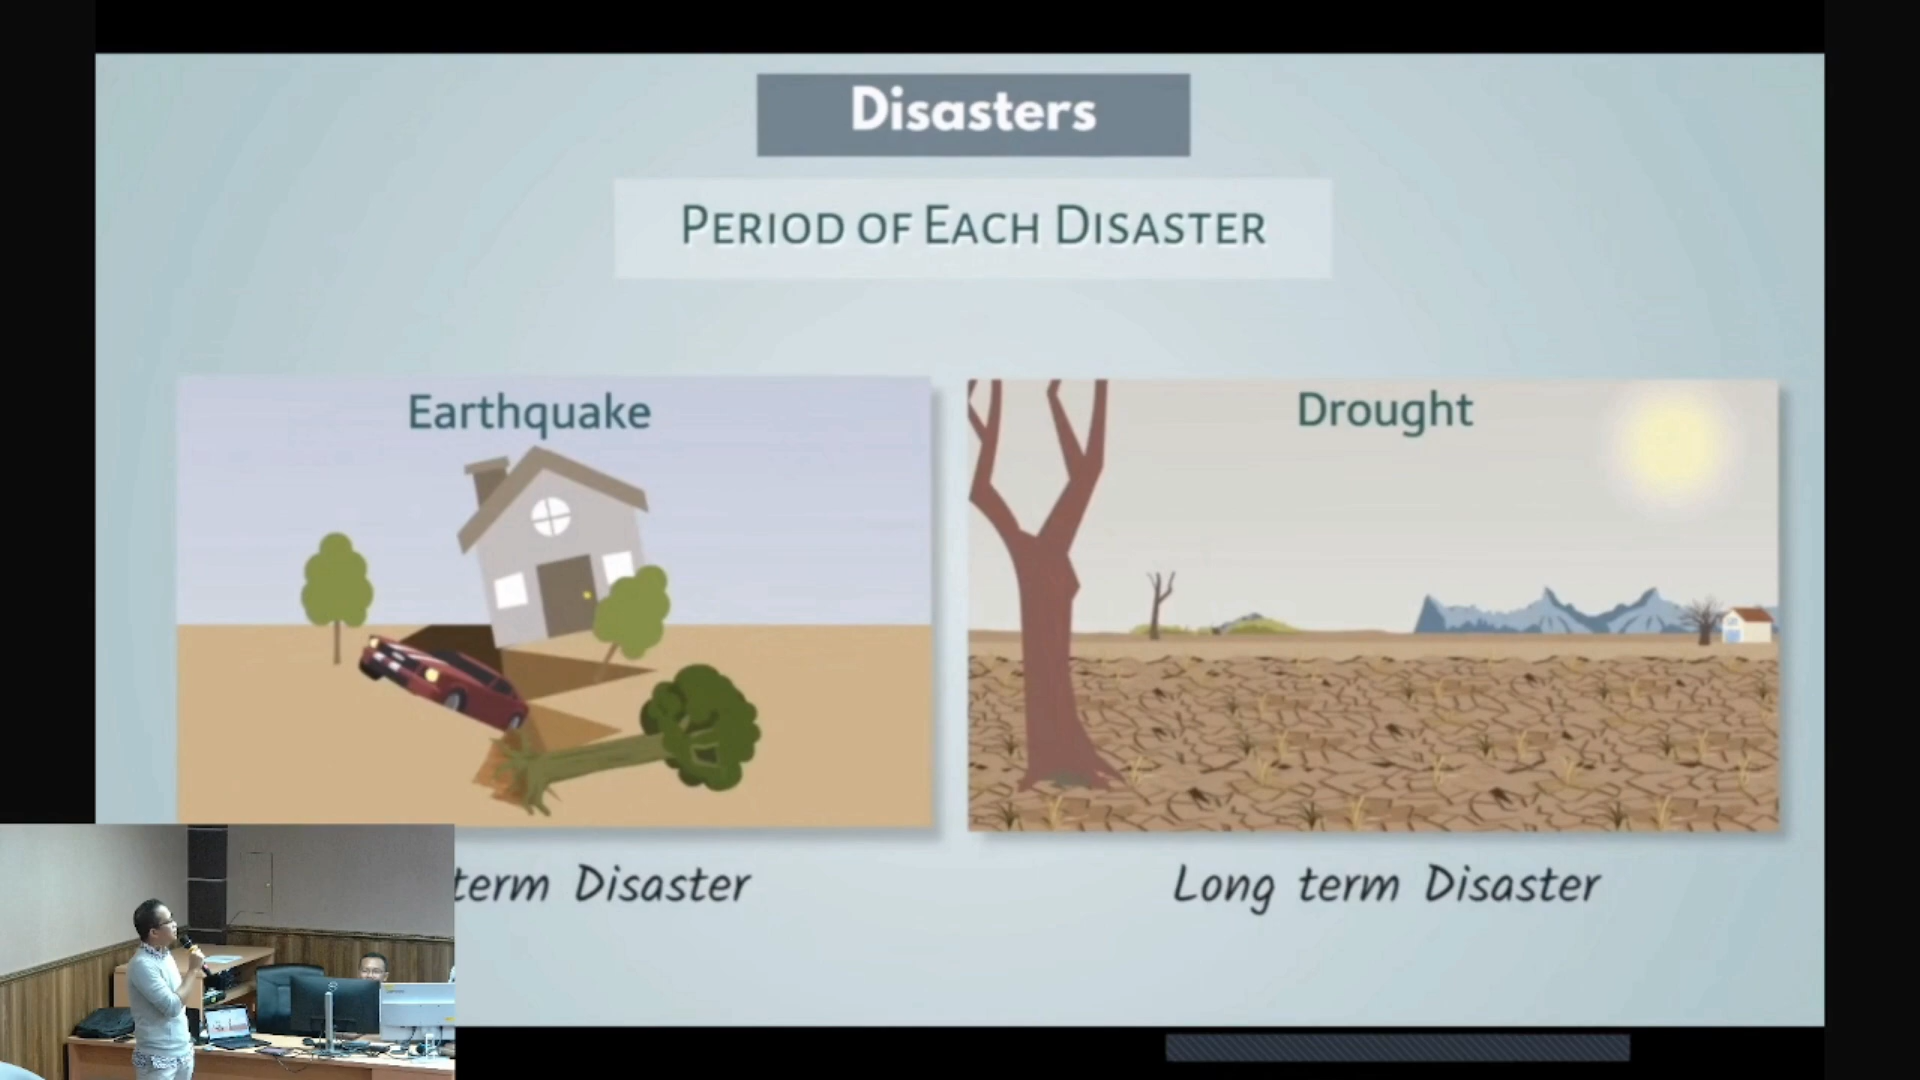 Disasters
PERIOD OF EACH DISASTER
Earthquake
Drought
term Disaster
Long term Disaster